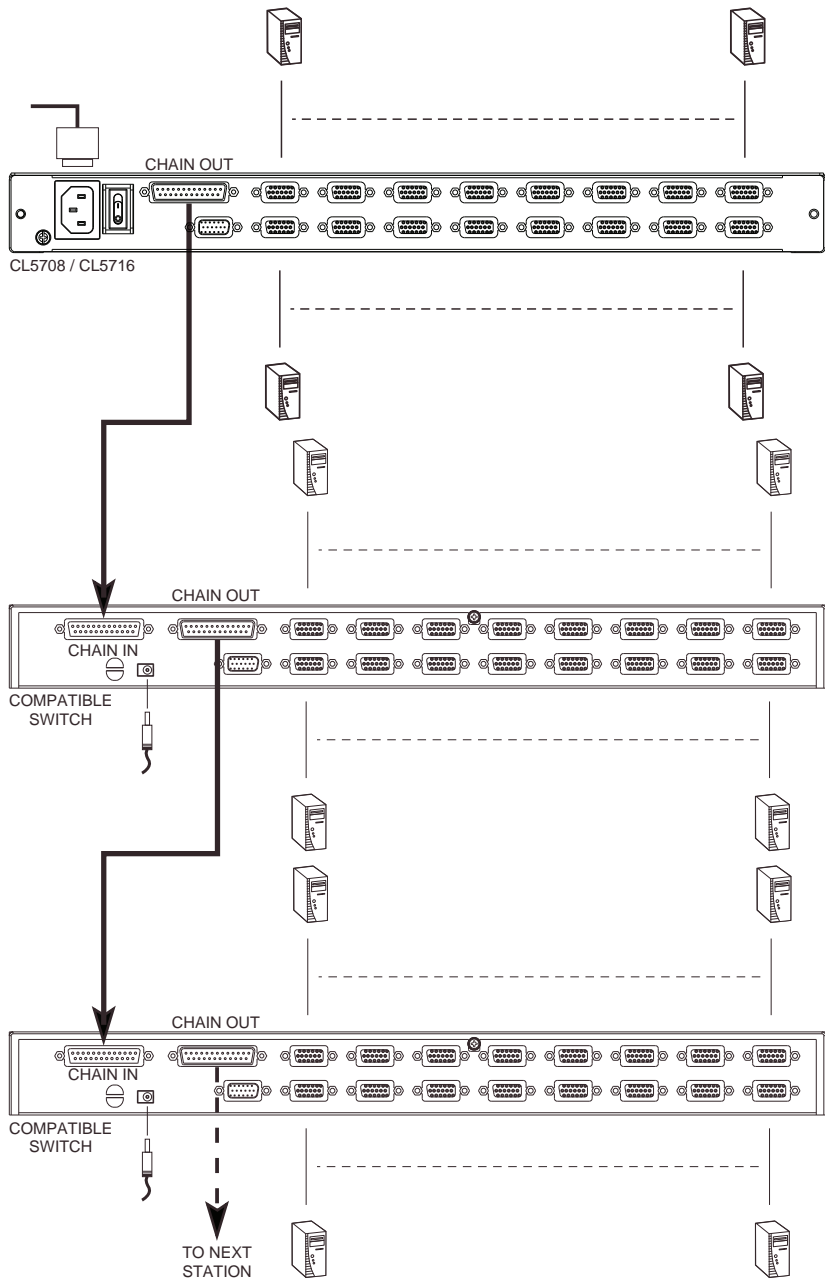 CHAIN OUT
CL5708 / CL5716
CHAIN OUT
CHAIN IN
COMPATIBLE
SWITCH
CHAIN OUT
CHAIN IN
COMPATIBLE
SWITCH
TO NEXT
STATION